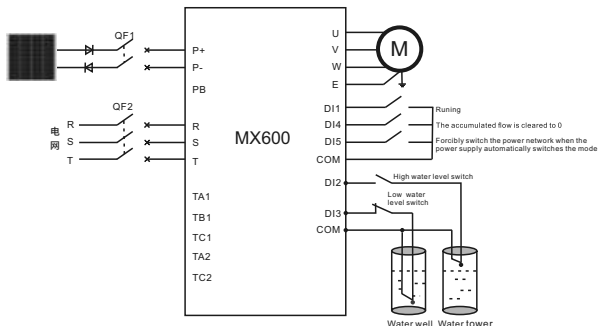 QF1
P+
P-
PB
QF2
电网
R
S
T
R
S
T
MX600
TA1
TB1
TC1
TA2
TC2
U
V
W
E
M
DI1
Runing
DI4
The accumulated flow is cleared to 0
DI5
Forcibly switch the power network when the
power supply automatically switches the mode
COM
DI2
High water level switch
DI3
Low water
level switch
COM
Water well
Water tower